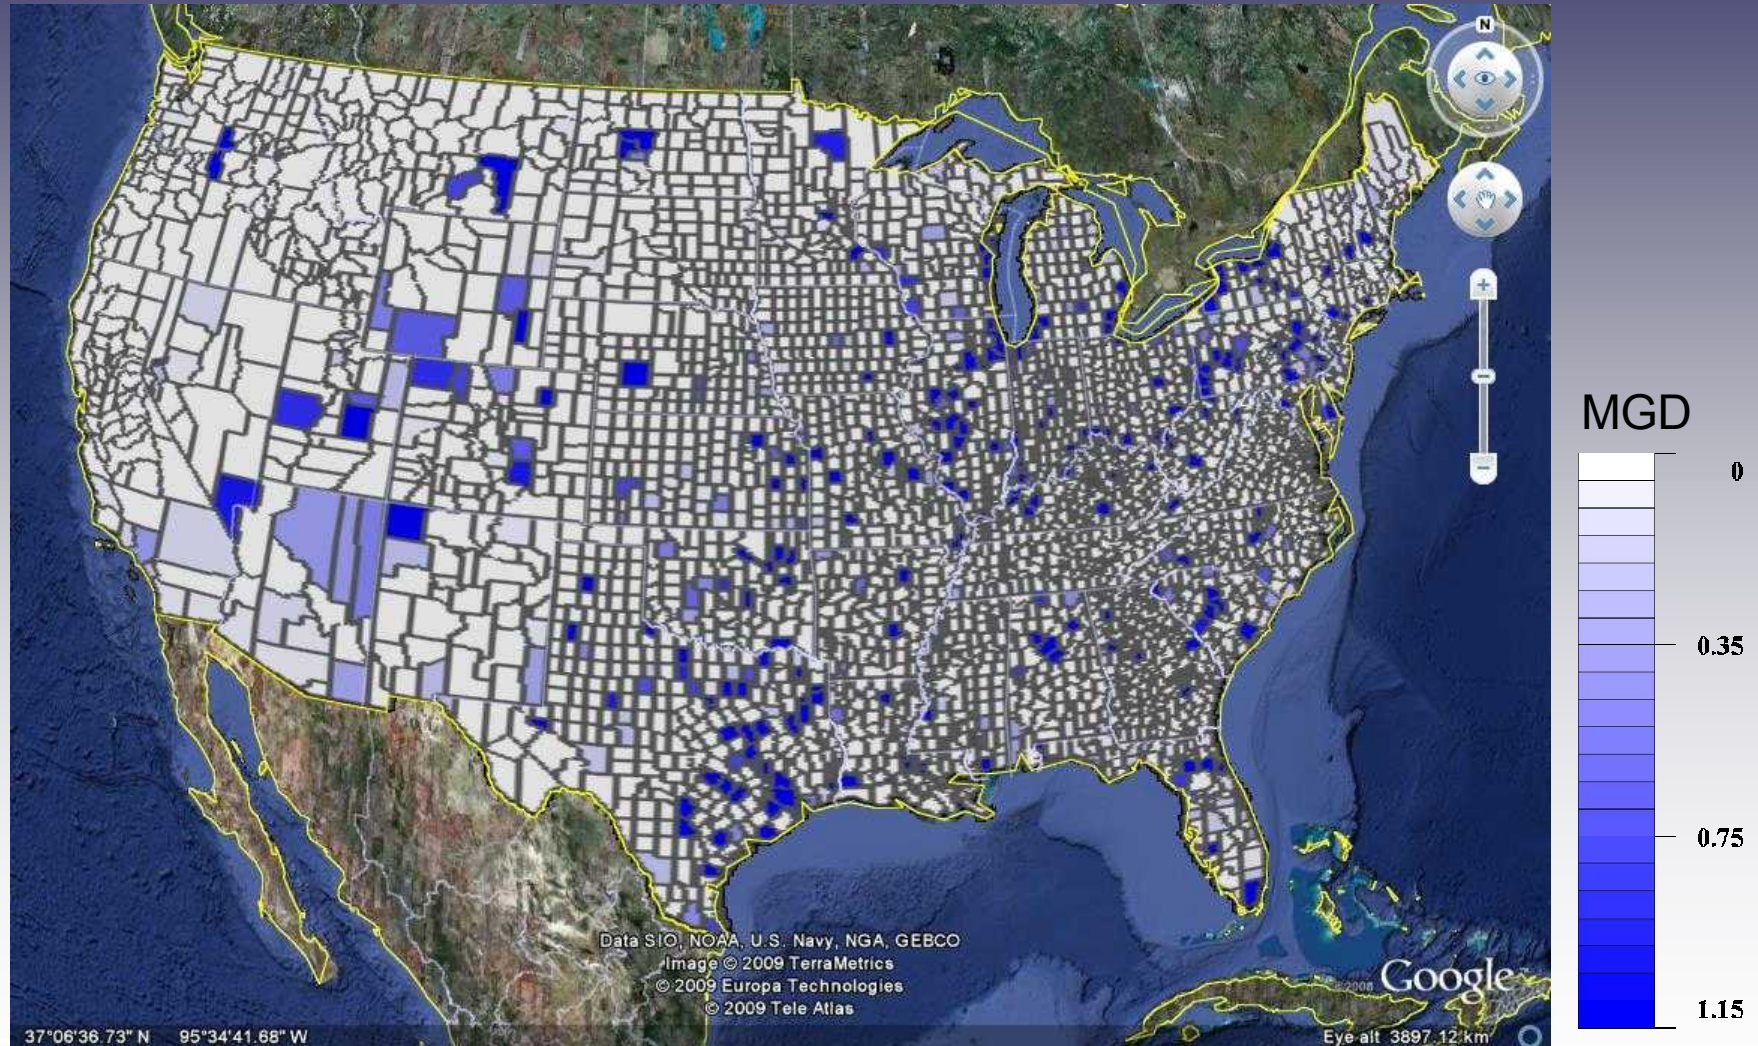 N
MGD
0
0.35
0.75
1.15
Data SIO, NOAA, U.S. Navy, NGA, GEBCO
Image © 2009 TerraMetrics
© 2009 Europa Technologies
© 2009 Tele Atlas
©2008 Google
37°06'36.73" N 95°34'41.68" W
Eye alt 3897.12 km